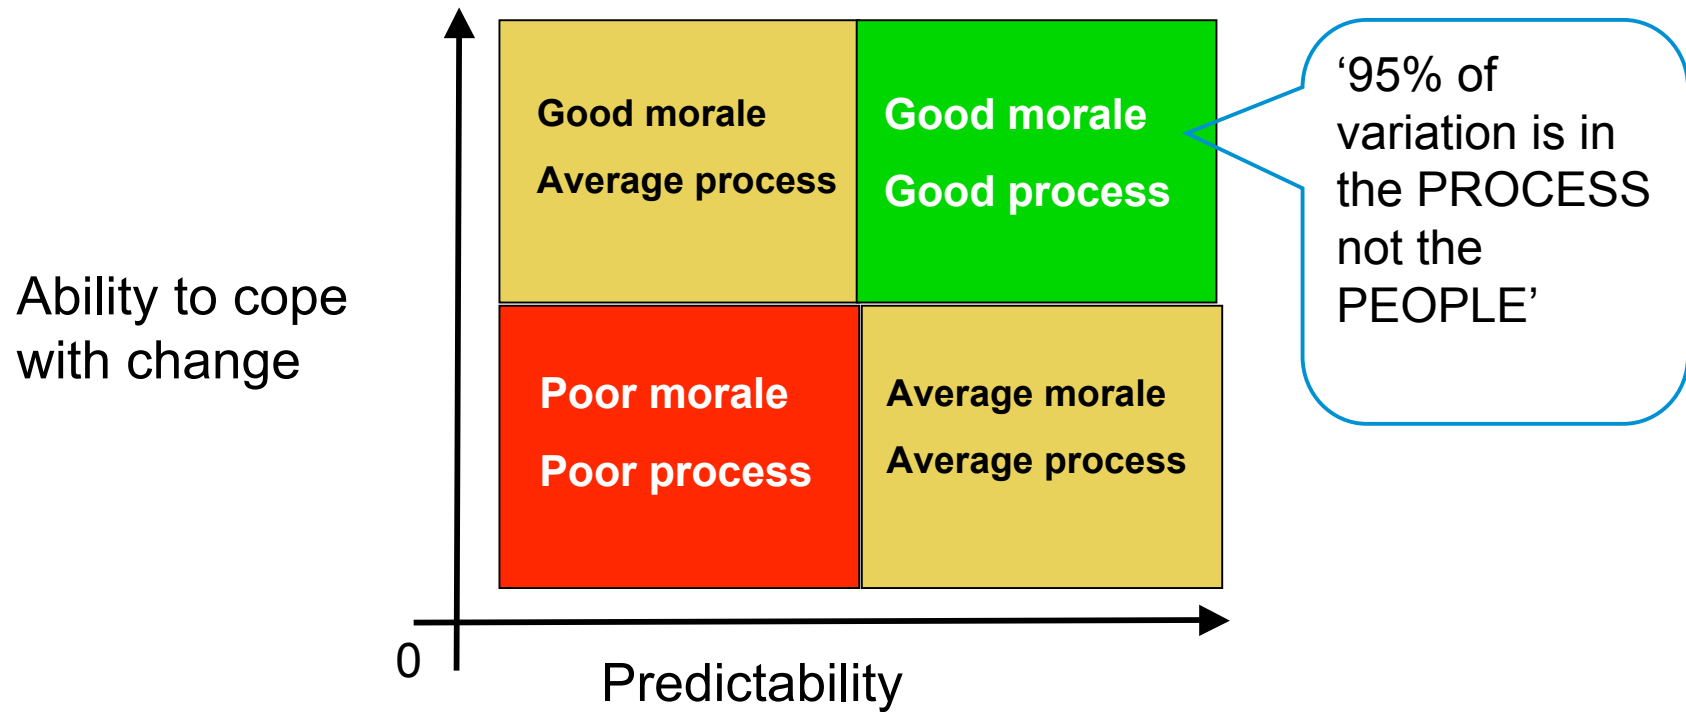 Good morale
Average process
Good morale
Good process
‘95% of
variation is in
the PROCESS
not the
PEOPLE’
Ability to cope
with change
Poor morale
Poor process
Average morale
Average process
0
Predictability